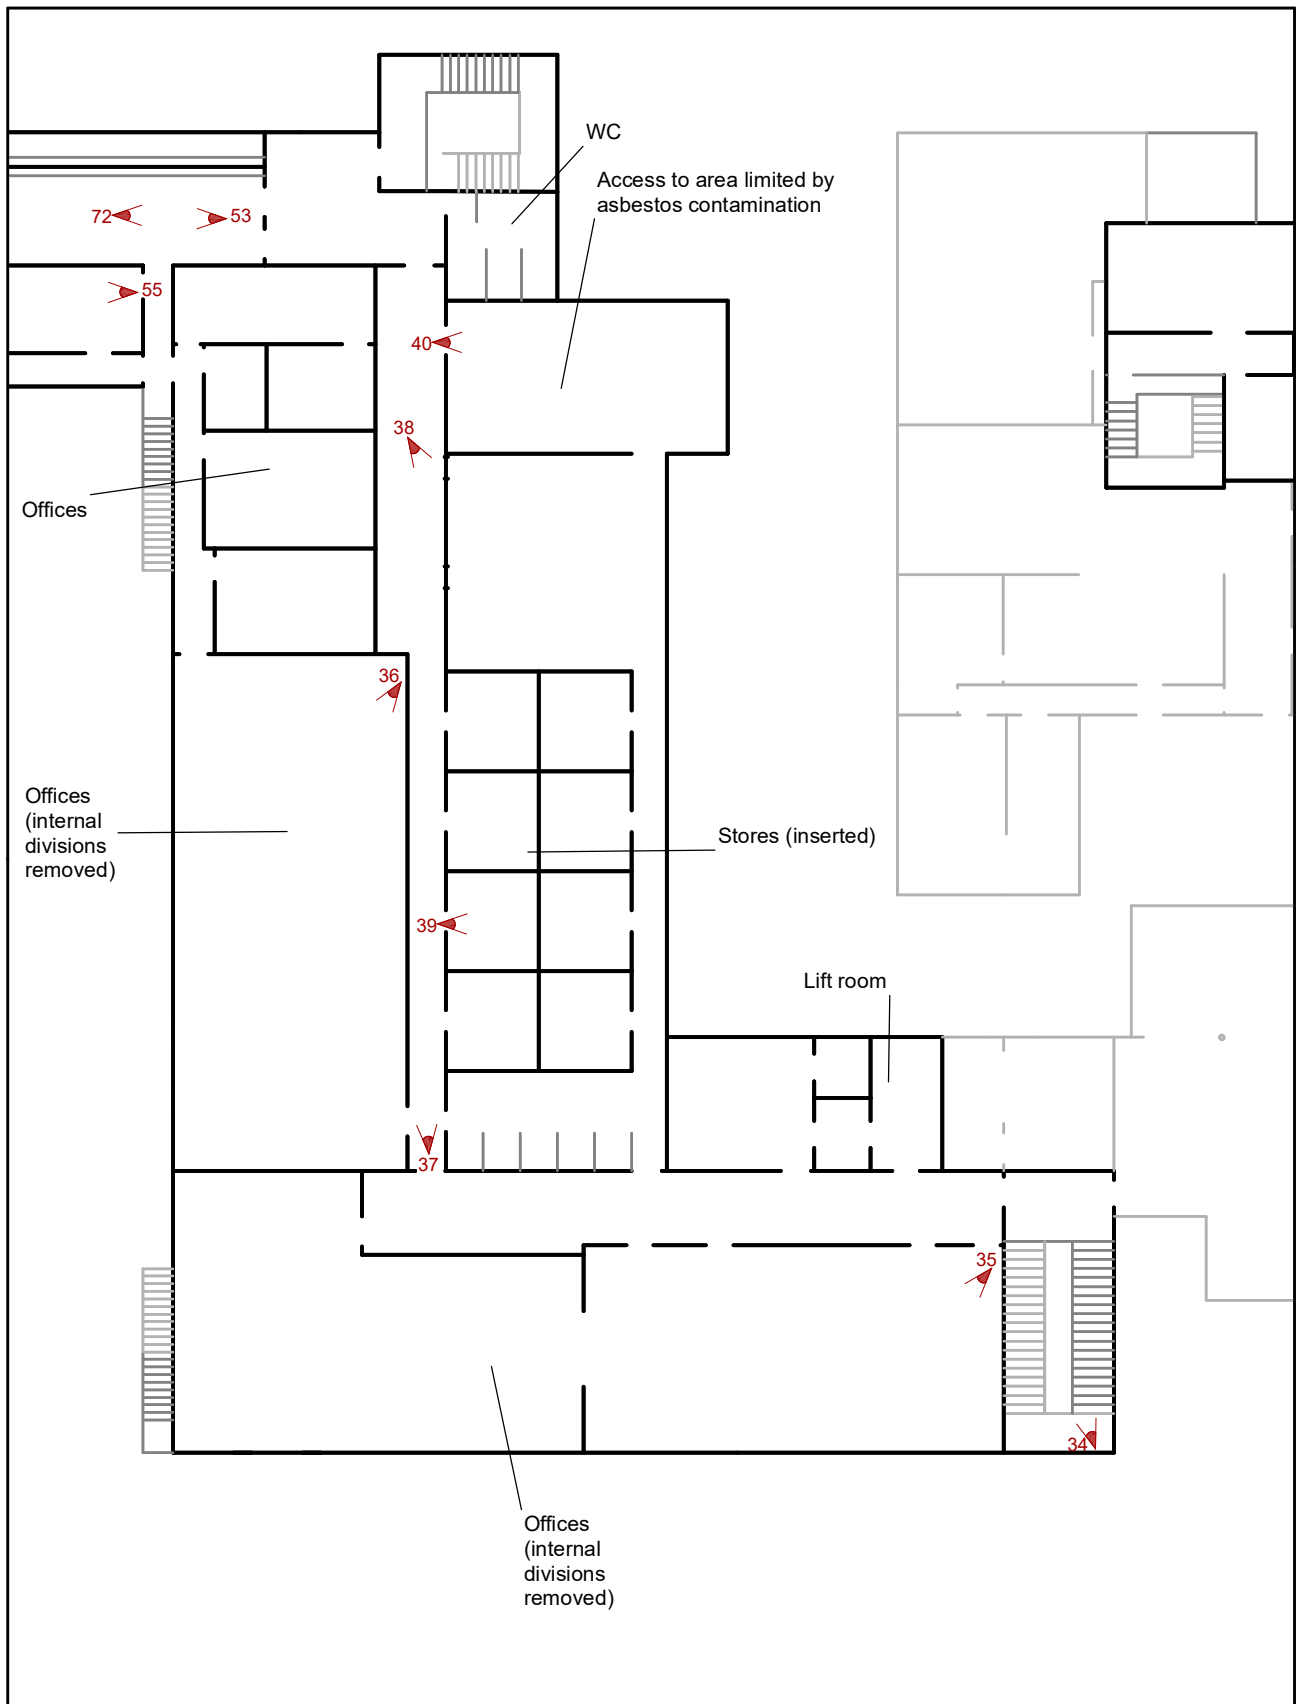 WC
Access to area limited by
asbestos contamination
72
53
55
40
38
Offices
36
Offices
(internal
divisions
removed)
Stores (inserted)
39
Lift room
37
35
34
Offices
(internal
divisions
removed)